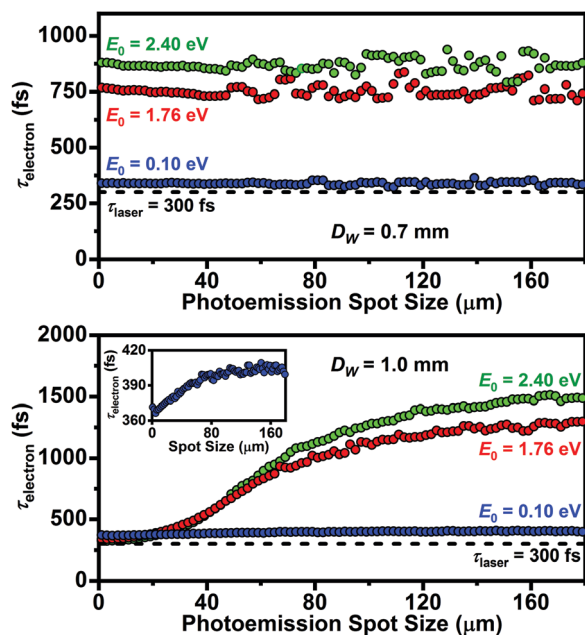 1000
750
500
250
0
τelectron (fs)
E0 = 2.40 eV
E0 = 1.76 eV
E0 = 0.10 eV
τlaser = 300 fs
DW = 0.7 mm
0 40 80 120 160
Photoemission Spot Size (μm)
2000
1500
1000
500
0
τelectron (fs)
420
390
360
τelectron (fs)
0 80 160
Spot Size (μm)
DW = 1.0 mm
E0 = 2.40 eV
E0 = 1.76 eV
E0 = 0.10 eV
τlaser = 300 fs
0 40 80 120 160
Photoemission Spot Size (μm)